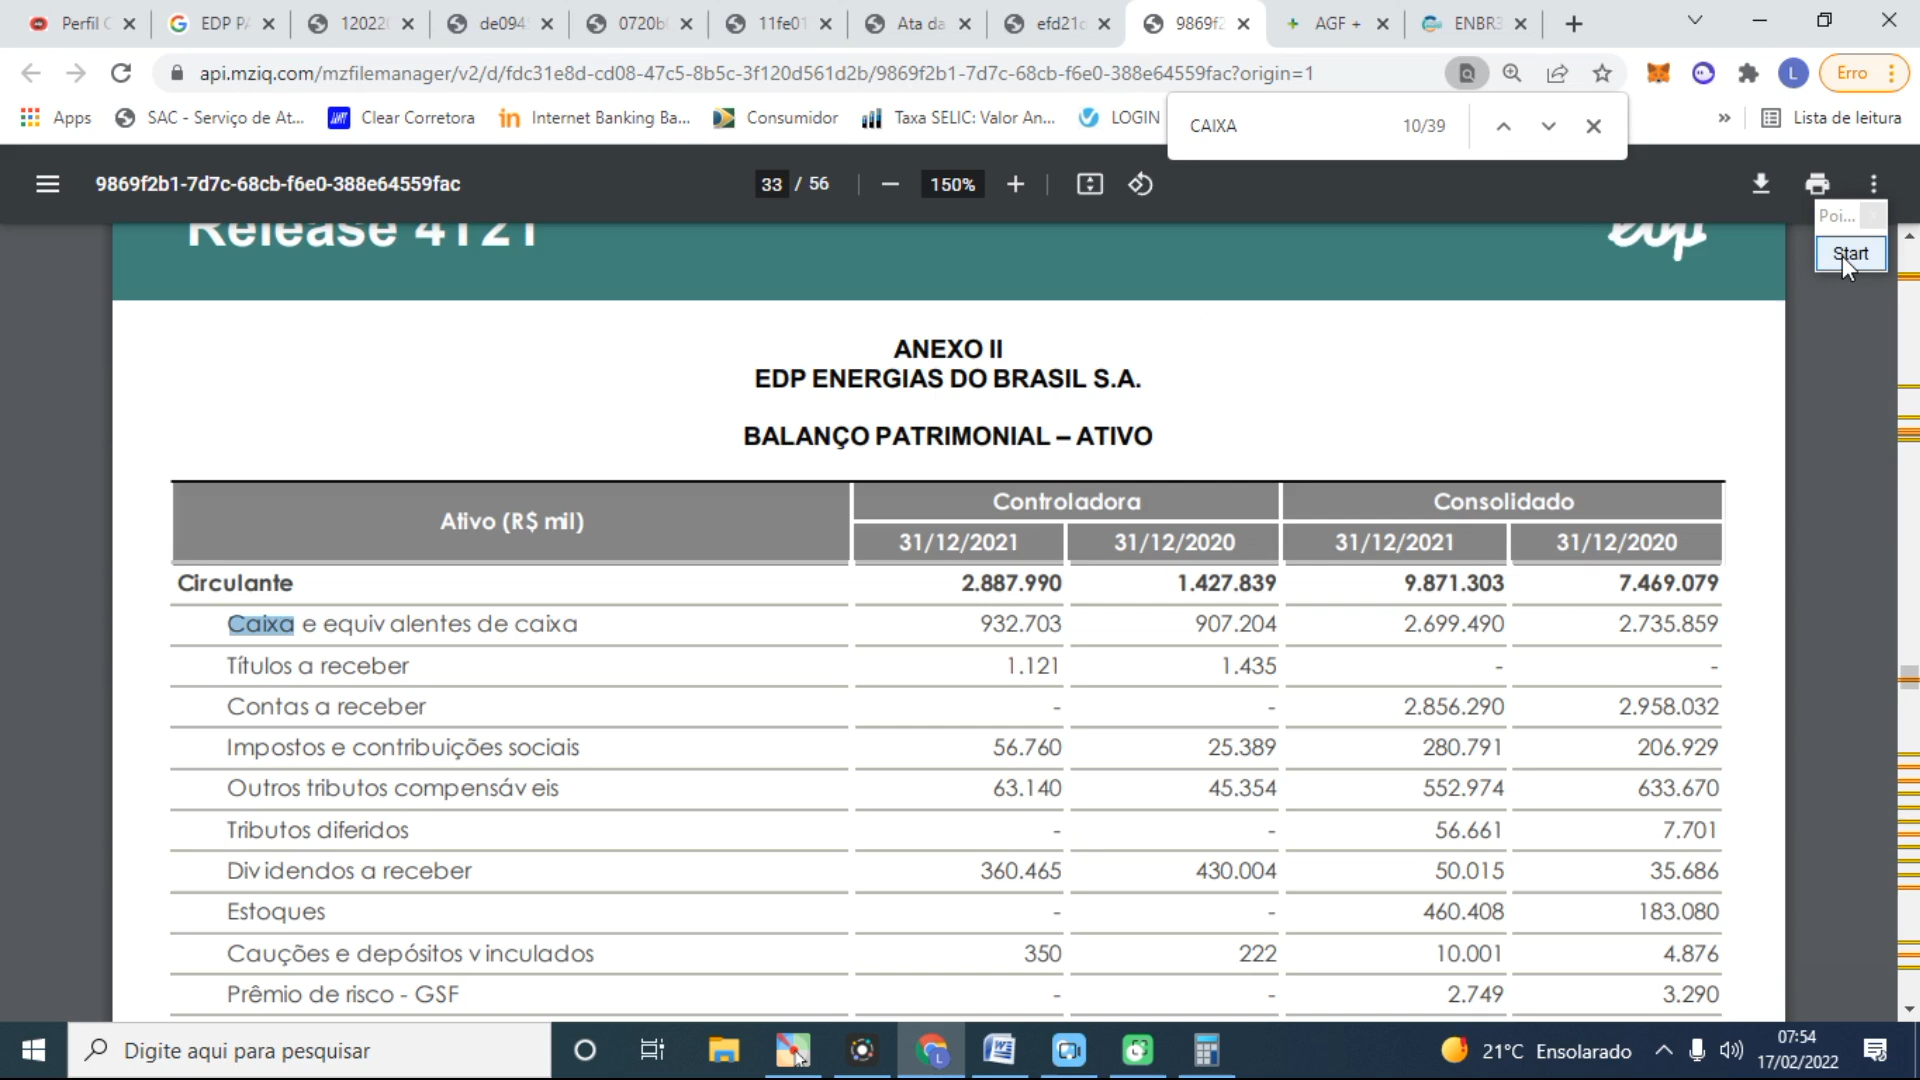 Perfil C
EDP PA
12022
de094
0720b
11fe01
Ata da
efd21c
9869f2
AGF +
ENBR3
api.mziq.com/mzfilemanager/v2/d/fdc31e8d-cd08-47c5-8b5c-3f120d561d2b/9869f2b1-7d7c-68cb-f6e0-388e64559fac?origin=1
L
Erro
Apps
SAC - Serviço de At...
Clear Corretora
in Internet Banking Ba...
Consumidor
Taxa SELIC: Valor An...
LOGIN
CAIXA
10/39
»
Lista de leitura
9869f2b1-7d7c-68cb-f6e0-388e64559fac
33 / 56
150%
Poi...
Start
Release 4T21
edp
ANEXO II
EDP ENERGIAS DO BRASIL S.A.
BALANÇO PATRIMONIAL – ATIVO
Ativo (R$ mil)
Controladora
Consolidado
31/12/2021 31/12/2020 31/12/2021 31/12/2020
Circulante 2.887.990 1.427.839 9.871.303 7.469.079
Caixa e equivalentes de caixa 932.703 907.204 2.699.490 2.735.859
Títulos a receber 1.121 1.435 - -
Contas a receber - - 2.856.290 2.958.032
Impostos e contribuições sociais 56.760 25.389 280.791 206.929
Outros tributos compensáveis 63.140 45.354 552.974 633.670
Tributos diferidos - - 56.661 7.701
Dividendos a receber 360.465 430.004 50.015 35.686
Estoques - - 460.408 183.080
Cauções e depósitos vinculados 350 222 10.001 4.876
Prêmio de risco - GSF - - 2.749 3.290
Digite aqui para pesquisar
21°C Ensolarado
07:54
17/02/2022